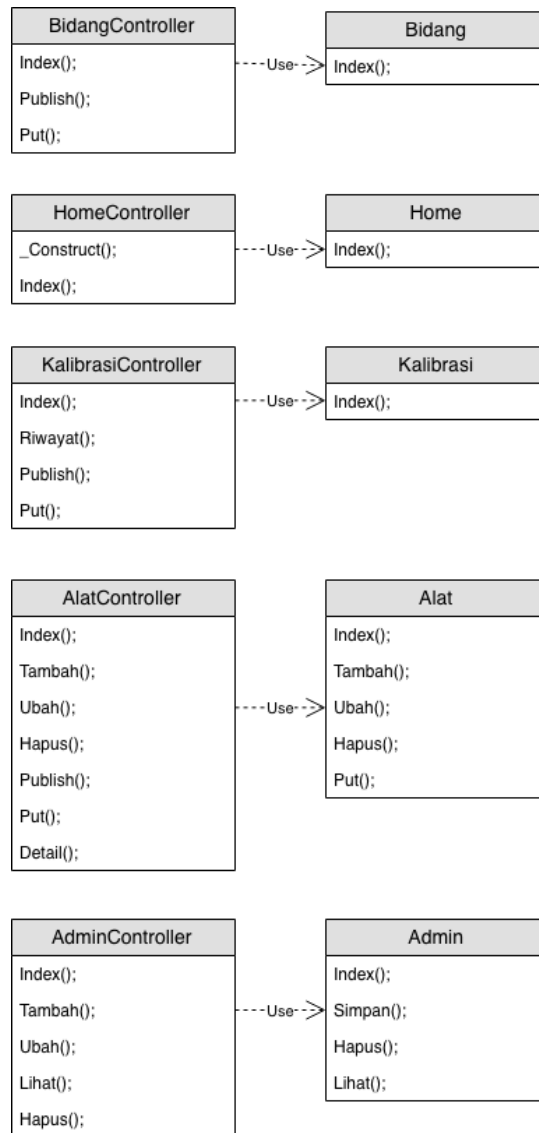 BidangController
Index();
Publish();
Put();
Use
Bidang
Index();
HomeController
_Construct();
Index();
Use
Home
Index();
KalibrasiController
Index();
Riwayat();
Publish();
Put();
Use
Kalibrasi
Index();
AlatController
Index();
Tambah();
Ubah();
Hapus();
Publish();
Put();
Detail();
Use
Alat
Index();
Tambah();
Ubah();
Hapus();
Put();
AdminController
Index();
Tambah();
Ubah();
Lihat();
Hapus();
Use
Admin
Index();
Simpan();
Hapus();
Lihat();